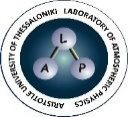 ARISTOTLE UNIVERSITY OF THESSALONIKI
LABORATORY OF ATMOSPHERIC PHYSICS
L
A P